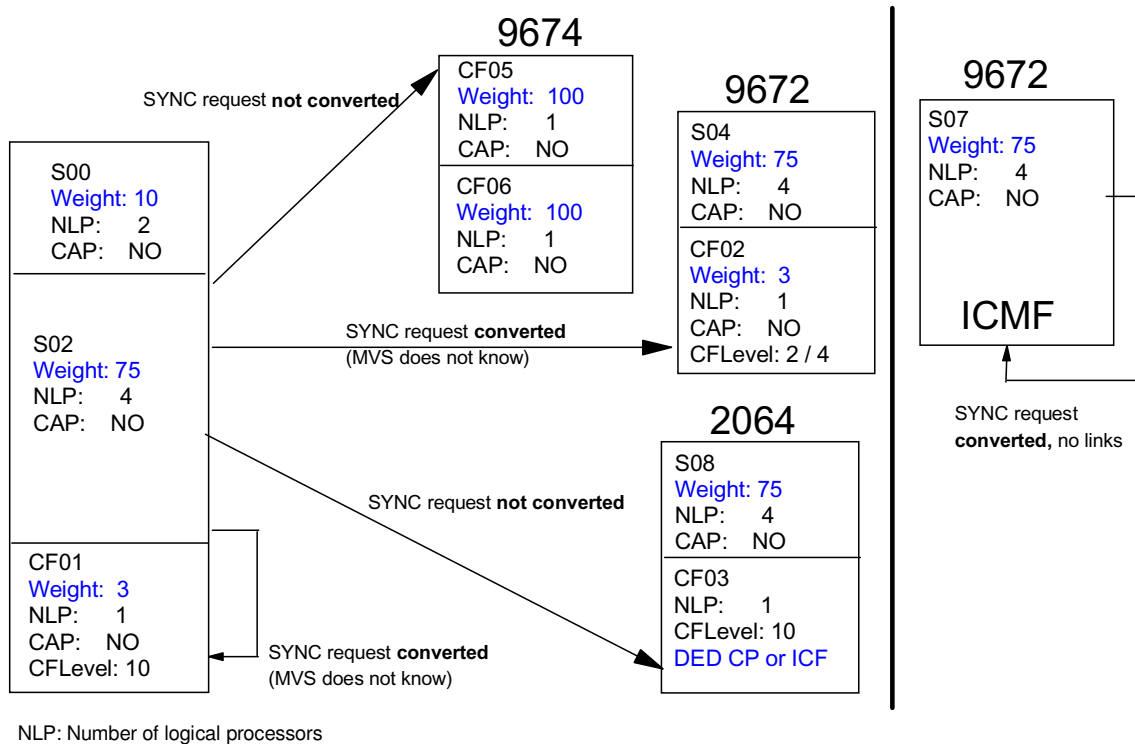 9674
CF05
Weight: 100
NLP: 1
CAP: NO
CF06
Weight: 100
NLP: 1
CAP: NO
SYNC request not converted
9672
S04
Weight: 75
NLP: 4
CAP: NO
CF02
Weight: 3
NLP: 1
CAP: NO
CFLevel: 2 / 4
9672
S07
Weight: 75
NLP: 4
CAP: NO
ICMF
SYNC request
converted, no links
S00
Weight: 10
NLP: 2
CAP: NO
S02
Weight: 75
NLP: 4
CAP: NO
SYNC request converted
(MVS does not know)
CF01
Weight: 3
NLP: 1
CAP: NO
CFLevel: 10
SYNC request converted
(MVS does not know)
SYNC request not converted
2064
S08
Weight: 75
NLP: 4
CAP: NO
CF03
NLP: 1
CFLevel: 10
DED CP or ICF
NLP: Number of logical processors